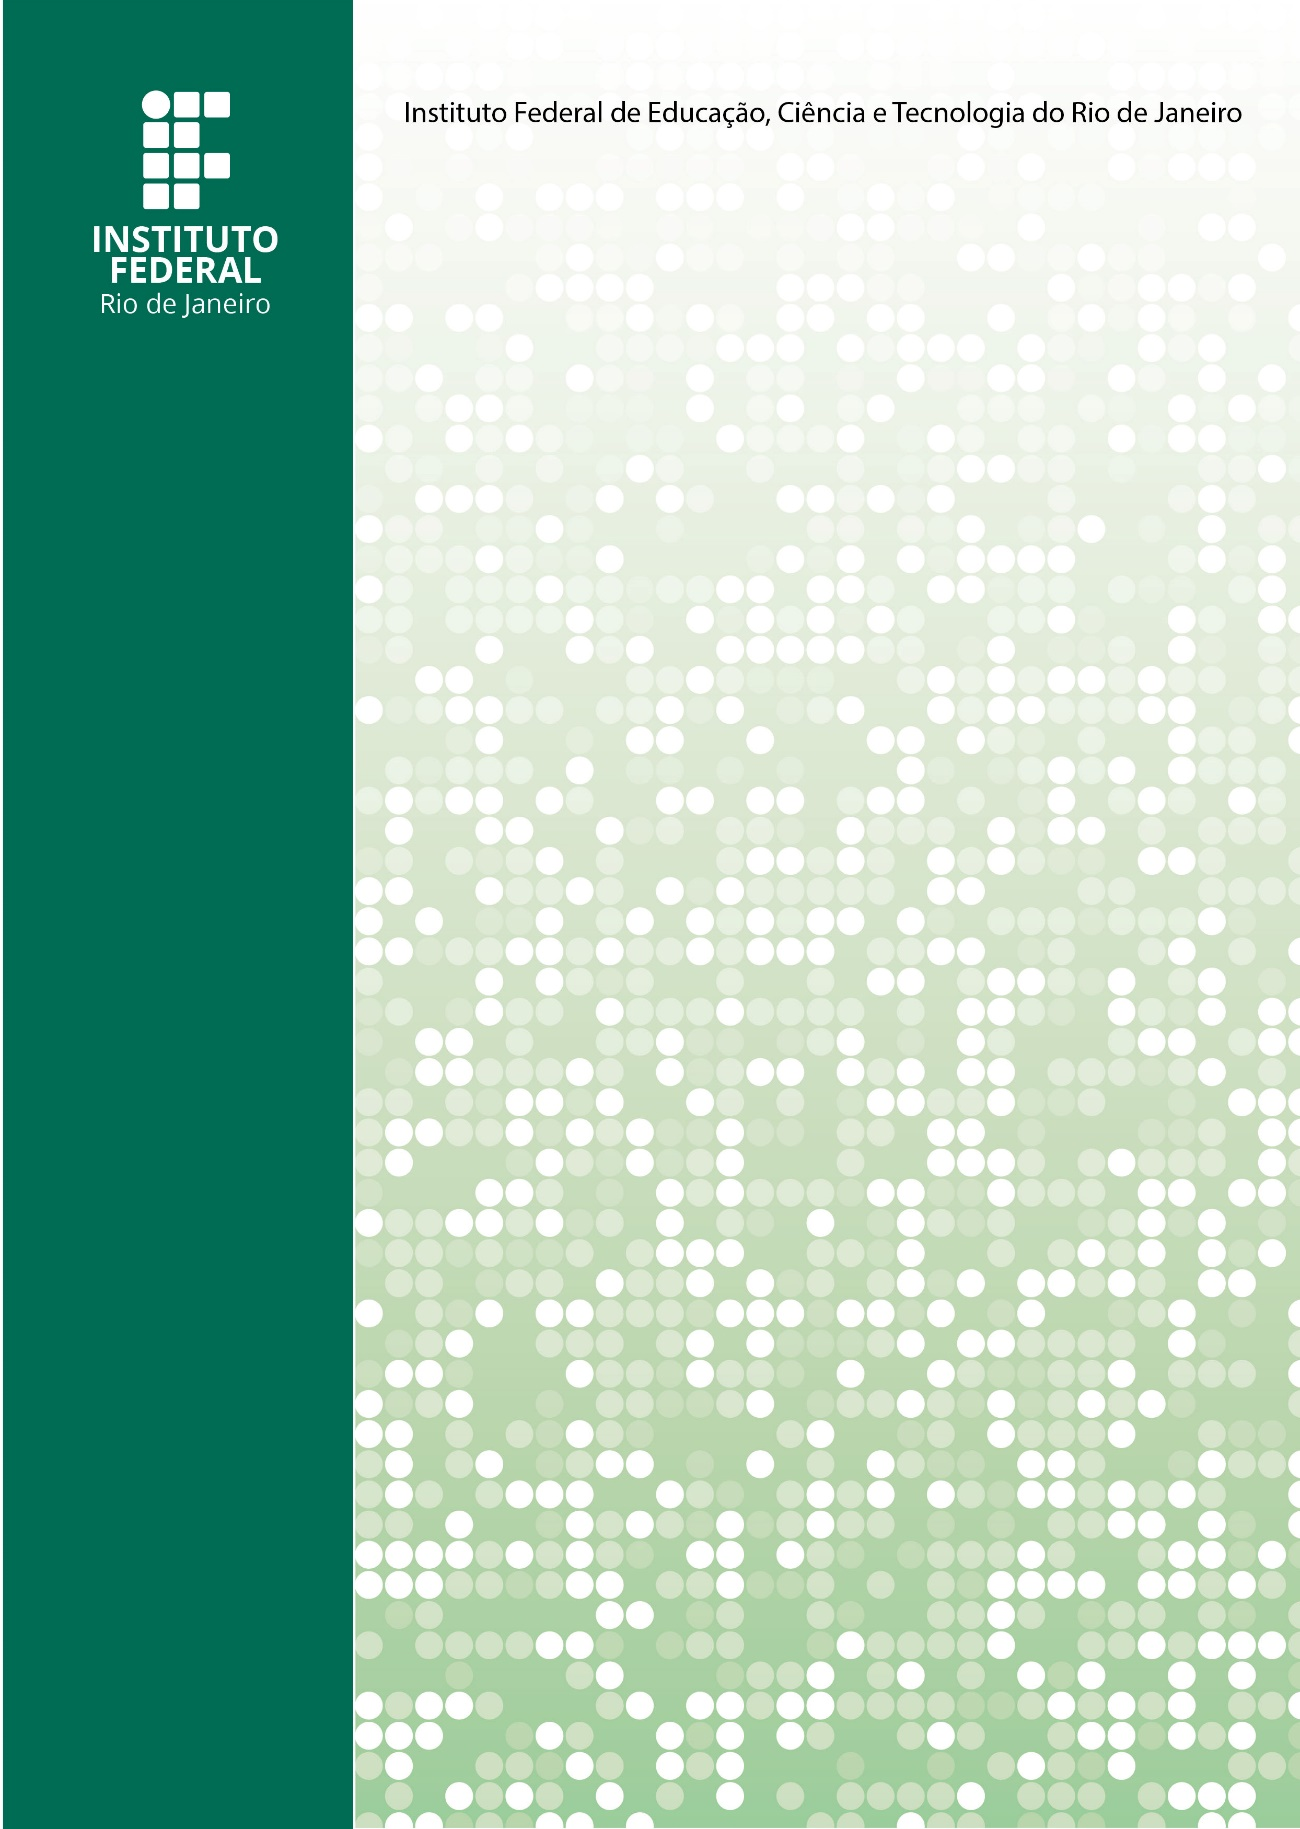 INSTITUTO
FEDERAL
Rio de Janeiro
Instituto Federal de Educação, Ciência e Tecnologia do Rio de Janeiro